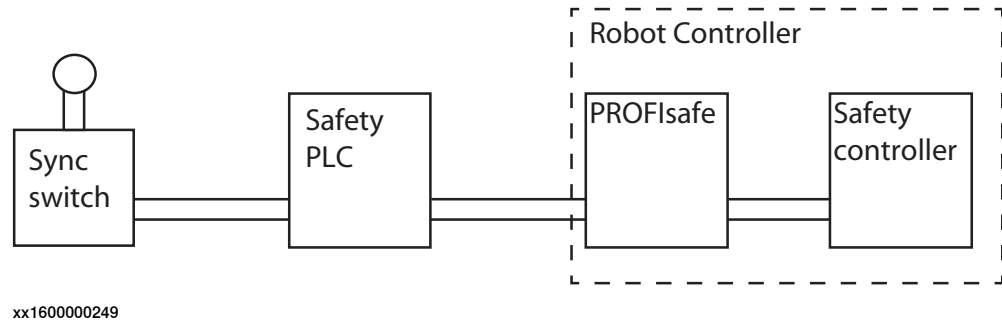 Robot Controller
Sync
switch
Safety
PLC
PROFIsafe
Safety
controller
xx1600000249